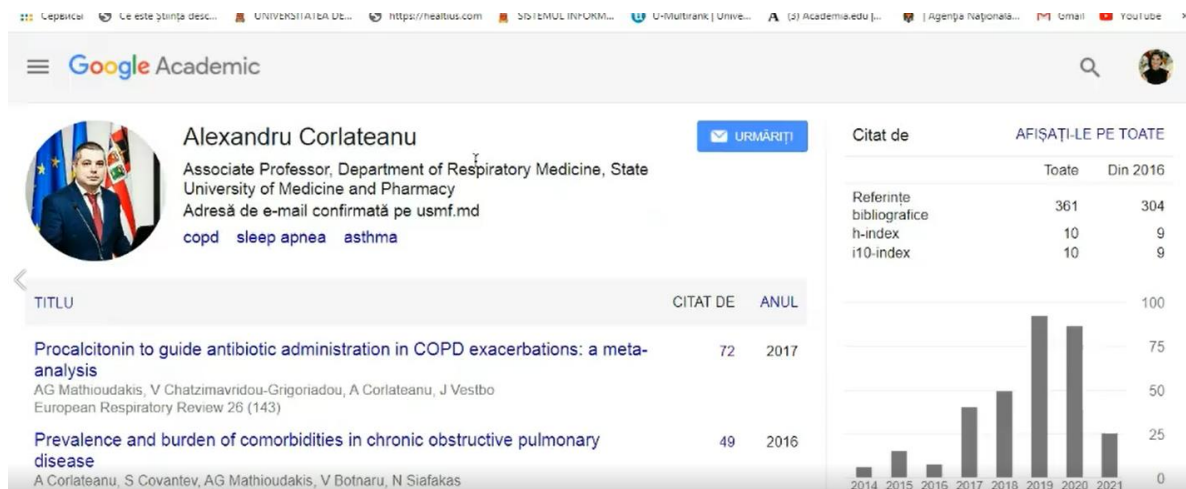 Сервисы Ce este știința desc... UNIVERSITATEA DE... https://healtius.com SISTEMUL INFORM... U-Multirank | Unive... (3) Academia.edu |... | Agenția Națională... Gmail YouTube
Google Academic
Alexandru Corlateanu
URMĂRIȚI
Associate Professor, Department of Respiratory Medicine, State
University of Medicine and Pharmacy
Adresă de e-mail confirmată pe usmf.md
copd sleep apnea asthma
TITLU CITAT DE ANUL
Procalcitonin to guide antibiotic administration in COPD exacerbations: a meta-
analysis 72 2017
AG Mathioudakis, V Chatzimavridou-Grigoriadou, A Corlateanu, J Vestbo
European Respiratory Review 26 (143)
Prevalence and burden of comorbidities in chronic obstructive pulmonary
disease 49 2016
A Corlateanu, S Covantev, AG Mathioudakis, V Botnaru, N Siafakas
Citat de AFIȘAȚI-LE PE TOATE
Toate Din 2016
Referințe
bibliografice 361 304
h-index 10 9
i10-index 10 9
100
75
50
25
0
2014 2015 2016 2017 2018 2019 2020 2021